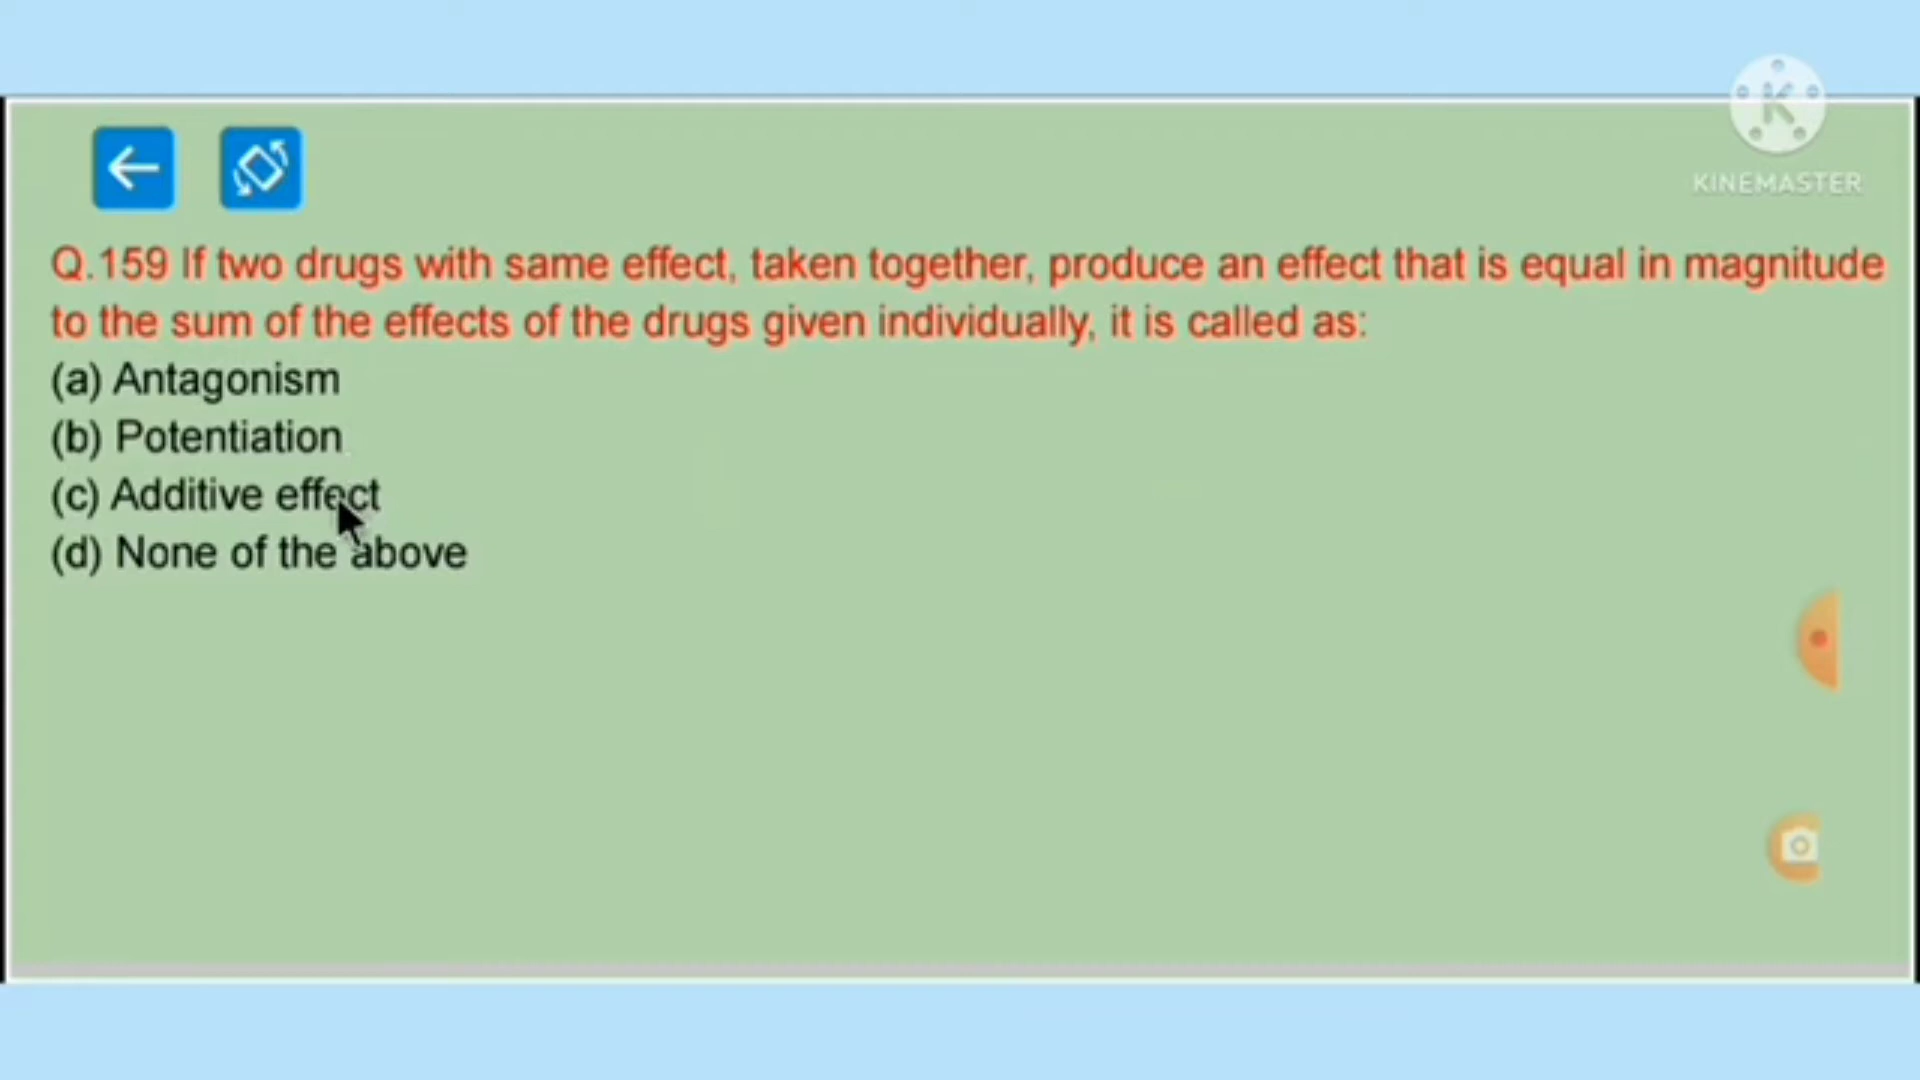 KINEMASTER
Q.159 If two drugs with same effect, taken together, produce an effect that is equal in magnitude
to the sum of the effects of the drugs given individually, it is called as:
(a) Antagonism
(b) Potentiation
(c) Additive effect
(d) None of the above